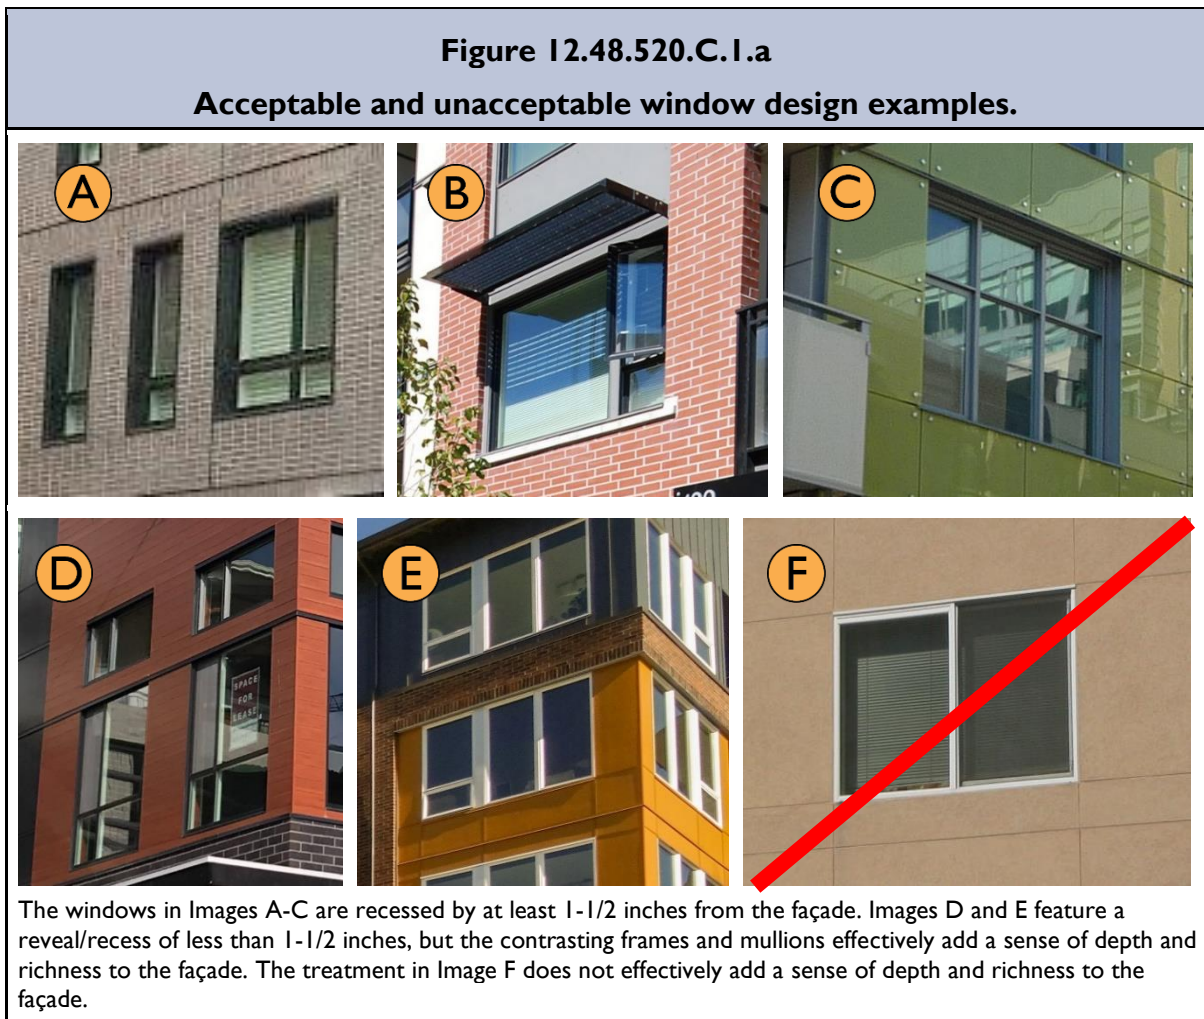 Figure 12.48.520.C.1.a
Acceptable and unacceptable window design examples.
A
B
C
D
SPACE
FOR
LEASE
E
F
The windows in Images A-C are recessed by at least 1-1/2 inches from the façade. Images D and E feature a
reveal/recess of less than 1-1/2 inches, but the contrasting frames and mullions effectively add a sense of depth and
richness to the façade. The treatment in Image F does not effectively add a sense of depth and richness to the
façade.